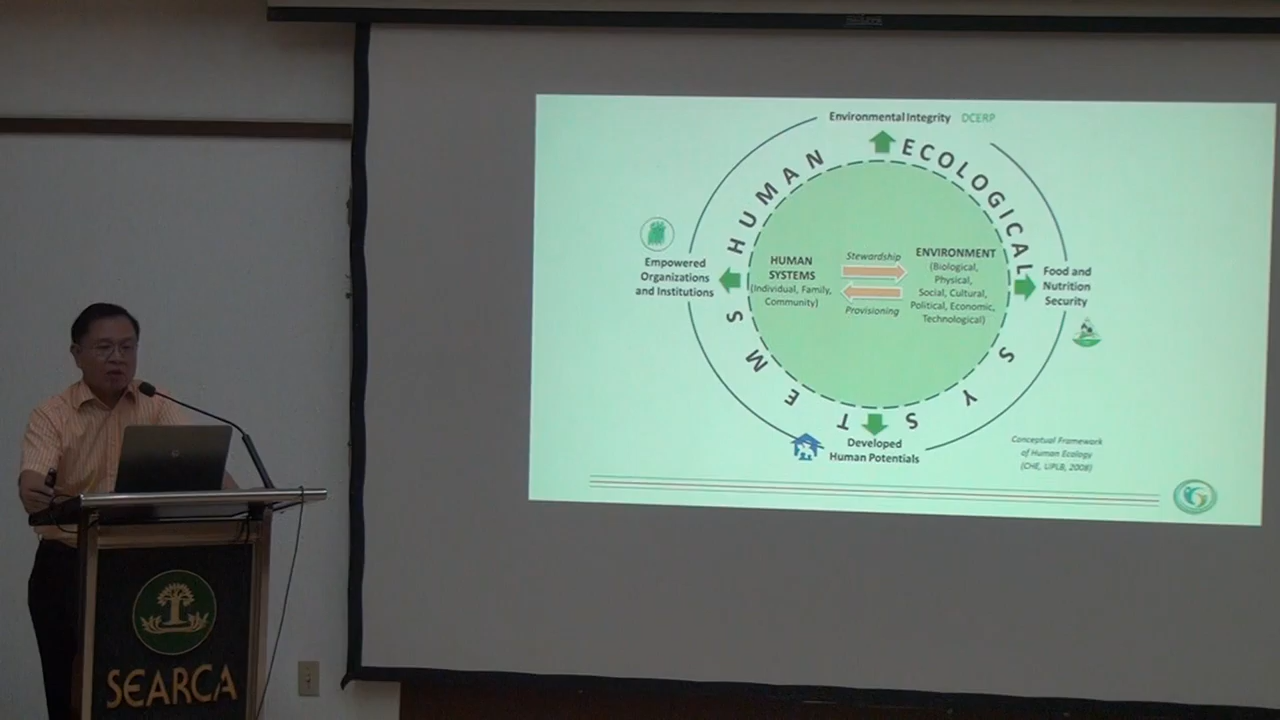 Environmental Integrity DCERP
HUMAN ECOLOGICAL
SYSTEMS
Empowered
Organizations
and Institutions
HUMAN
SYSTEMS
(Individual, Family,
Community)
Stewardship
Provisioning
ENVIRONMENT
(Biological,
Physical,
Social, Cultural,
Political, Economic,
Technological)
Food and
Nutrition
Security
Developed
Human Potentials
Conceptual Framework
of Human Ecology
(CHE, UPLB, 2008)
SEARCA